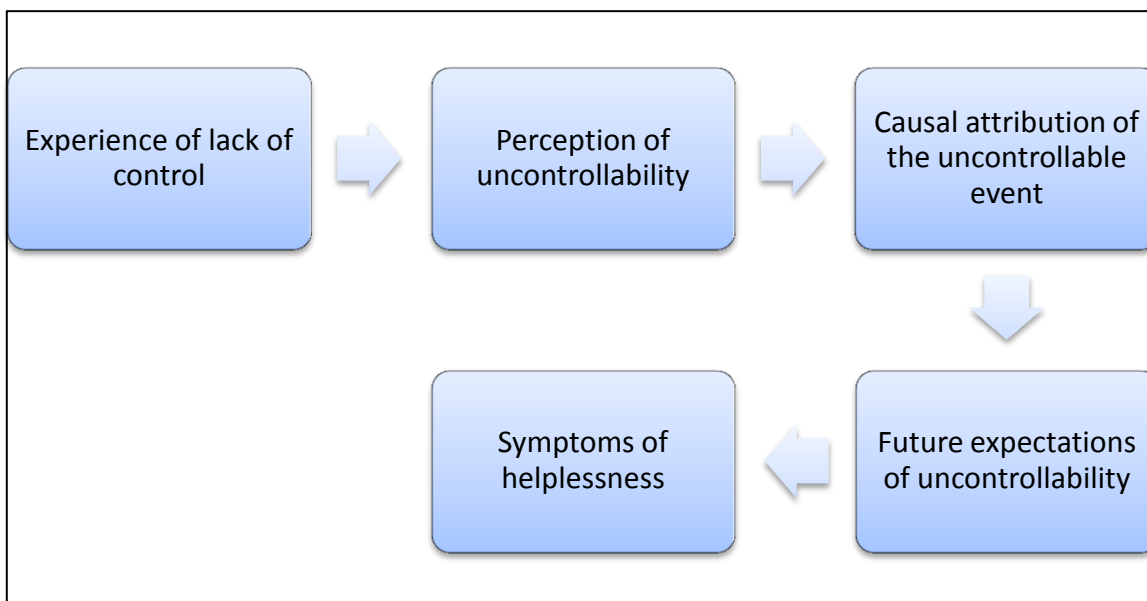 Experience of lack of
control
Perception of
uncontrollability
Causal attribution of
the uncontrollable
event
Future expectations
of uncontrollability
Symptoms of
helplessness